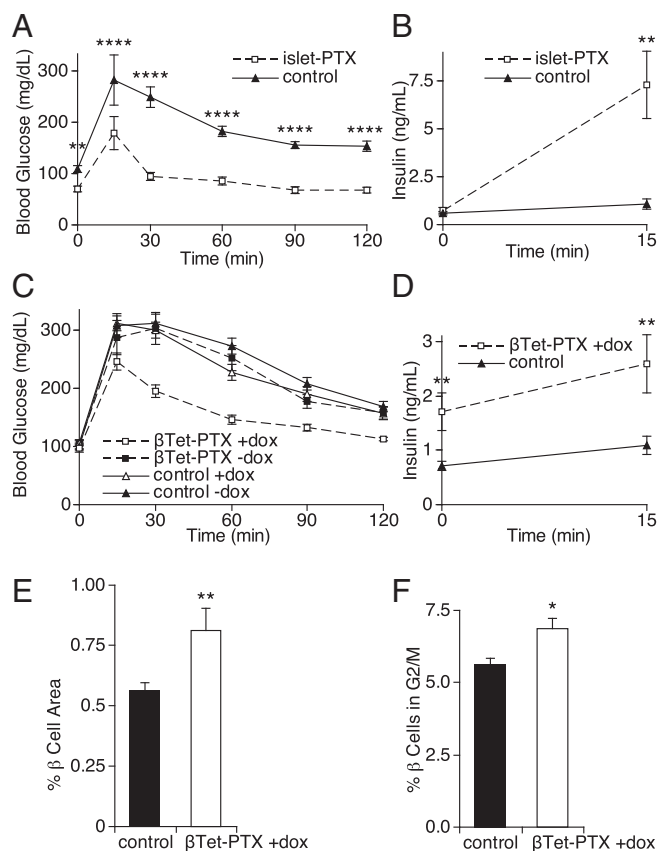 A
Blood Glucose (mg/dL)
300
200
100
0
**
****
****
****
****
****
islet-PTX
control
0 30 60 90 120
Time (min)
B
Insulin (ng/mL)
7.5
5
2.5
0
islet-PTX
control
**
0 15
Time (min)
C
Blood Glucose (mg/dL)
300
200
100
0
βTet-PTX +dox
βTet-PTX -dox
control +dox
control -dox
0 30 60 90 120
Time (min)
D
Insulin (ng/mL)
3
2
1
0
βTet-PTX +dox
control
**
**
0 15
Time (min)
E
% β Cell Area
1.00
0.75
0.5
0.25
0
**
control βTet-PTX +dox
F
% β Cells in G2/M
7.5
5.0
2.5
0
*
control βTet-PTX +dox